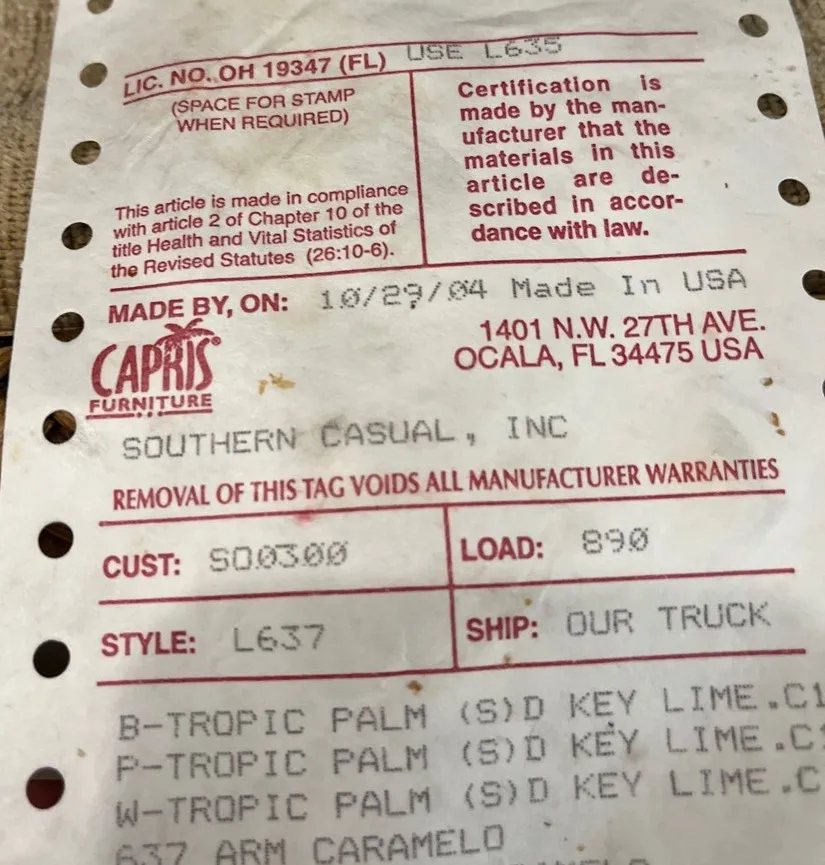 LIC. NO. OH 19347 (FL) USE L635
(SPACE FOR STAMP
WHEN REQUIRED)
This article is made in compliance
with article 2 of Chapter 10 of the
title Health and Vital Statistics of
the Revised Statutes (26:10-6).
Certification is
made by the man-
ufacturer that the
materials in this
article are de-
scribed in accor-
dance with law.
MADE BY, ON: 10/29/04 Made In USA
CAPRIS®
FURNITURE
1401 N.W. 27TH AVE.
OCALA, FL 34475 USA
SOUTHERN CASUAL, INC
REMOVAL OF THIS TAG VOIDS ALL MANUFACTURER WARRANTIES
CUST: SO0300 LOAD: 890
STYLE: L637 SHIP: OUR TRUCK
B-TROPIC PALM (S)D KEY LIME.C1
P-TROPIC PALM (S)D KEY LIME.C
W-TROPIC PALM (S)D KEY LIME.C
637 ARM CARAMELO